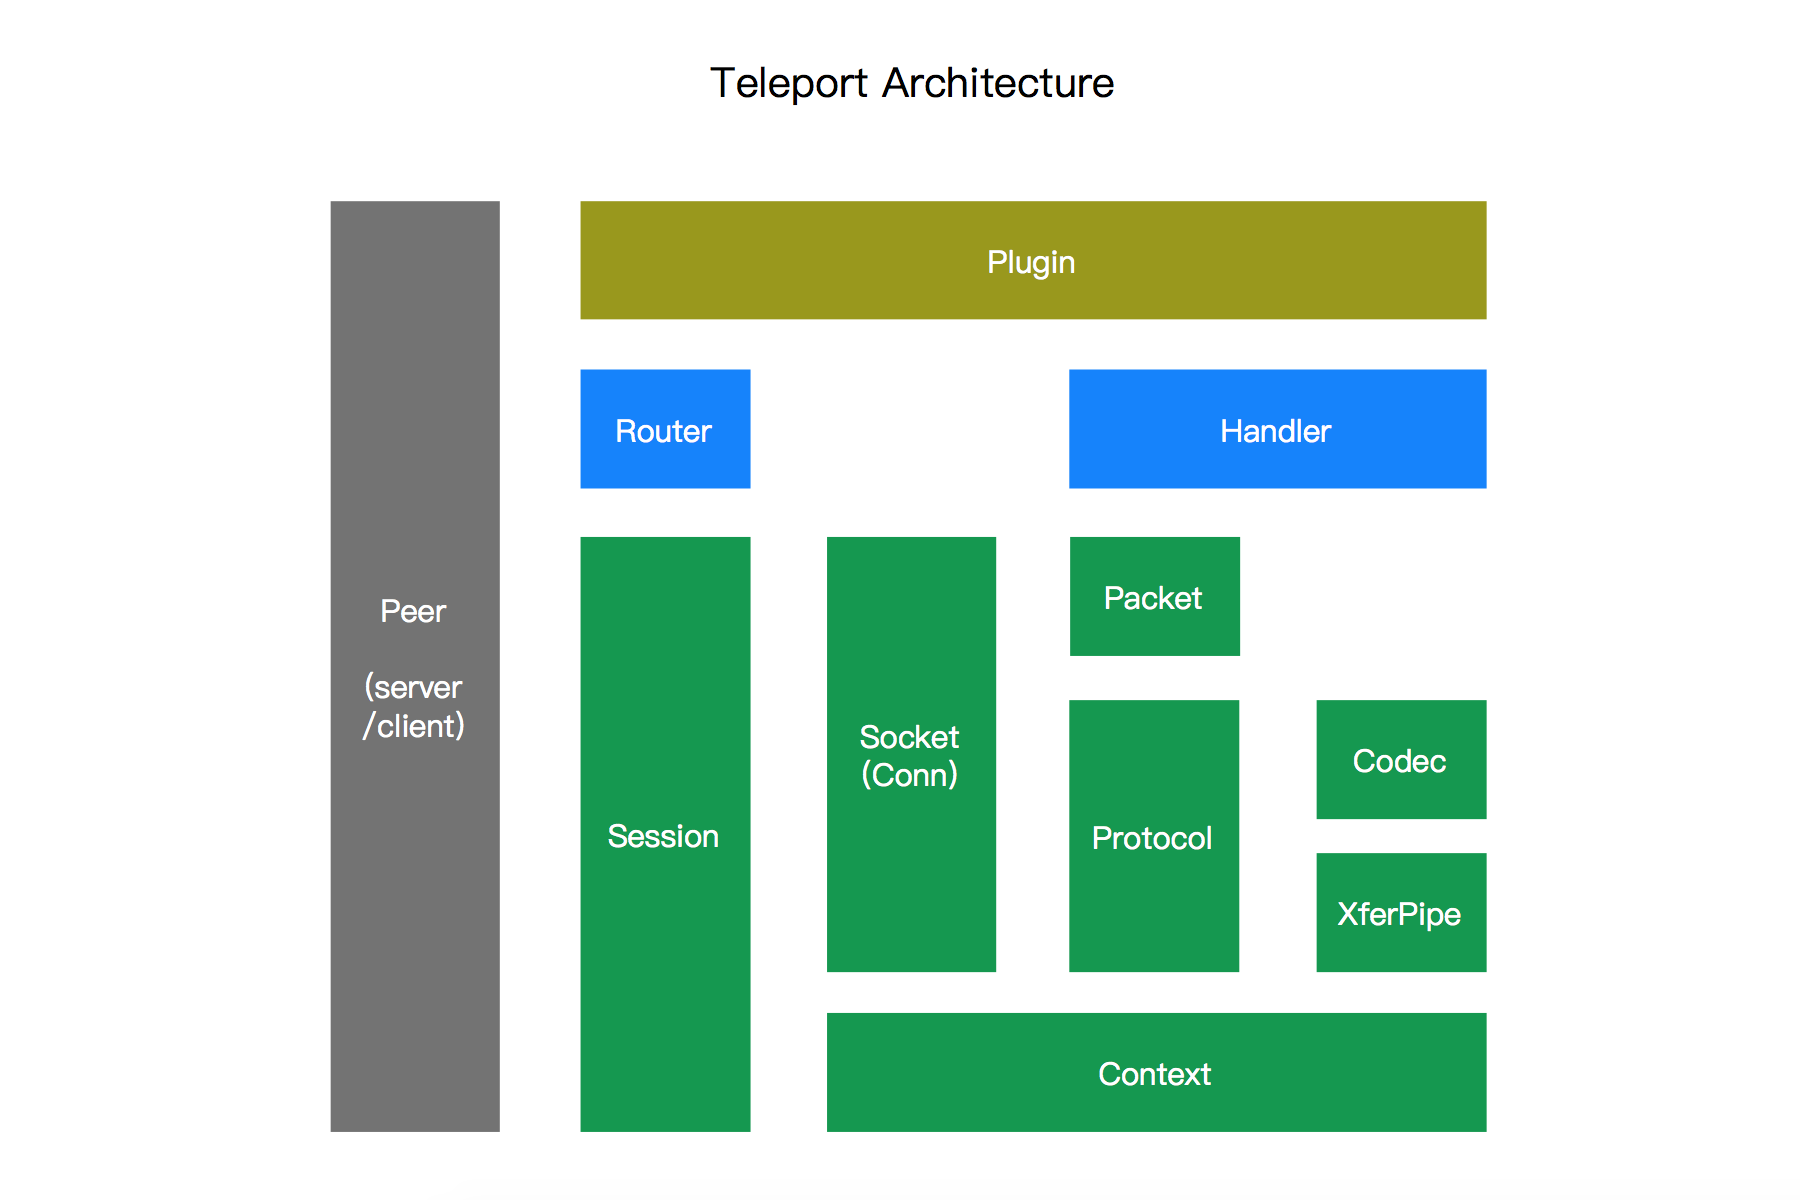 Teleport Architecture
Plugin
Router
Handler
Peer
(server
/client)
Session
Socket
(Conn)
Packet
Protocol
Codec
XferPipe
Context